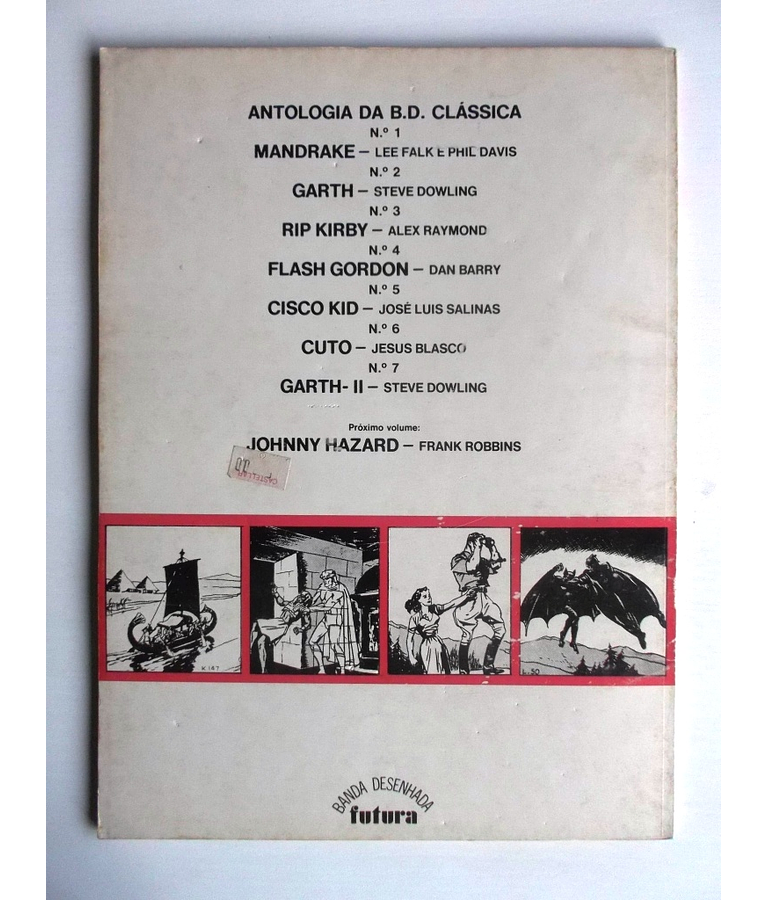 ANTOLOGIA DA B.D. CLÁSSICA
N.º 1
MANDRAKE – LEE FALK E PHIL DAVIS
N.º 2
GARTH – STEVE DOWLING
N.º 3
RIP KIRBY – ALEX RAYMOND
N.º 4
FLASH GORDON – DAN BARRY
N.º 5
CISCO KID – JOSÉ LUIS SALINAS
N.º 6
CUTO – JESUS BLASCO
N.º 7
GARTH- II – STEVE DOWLING
Próximo volume:
JOHNNY HAZARD – FRANK ROBBINS
K 147
BANDA DESENHADA
futura